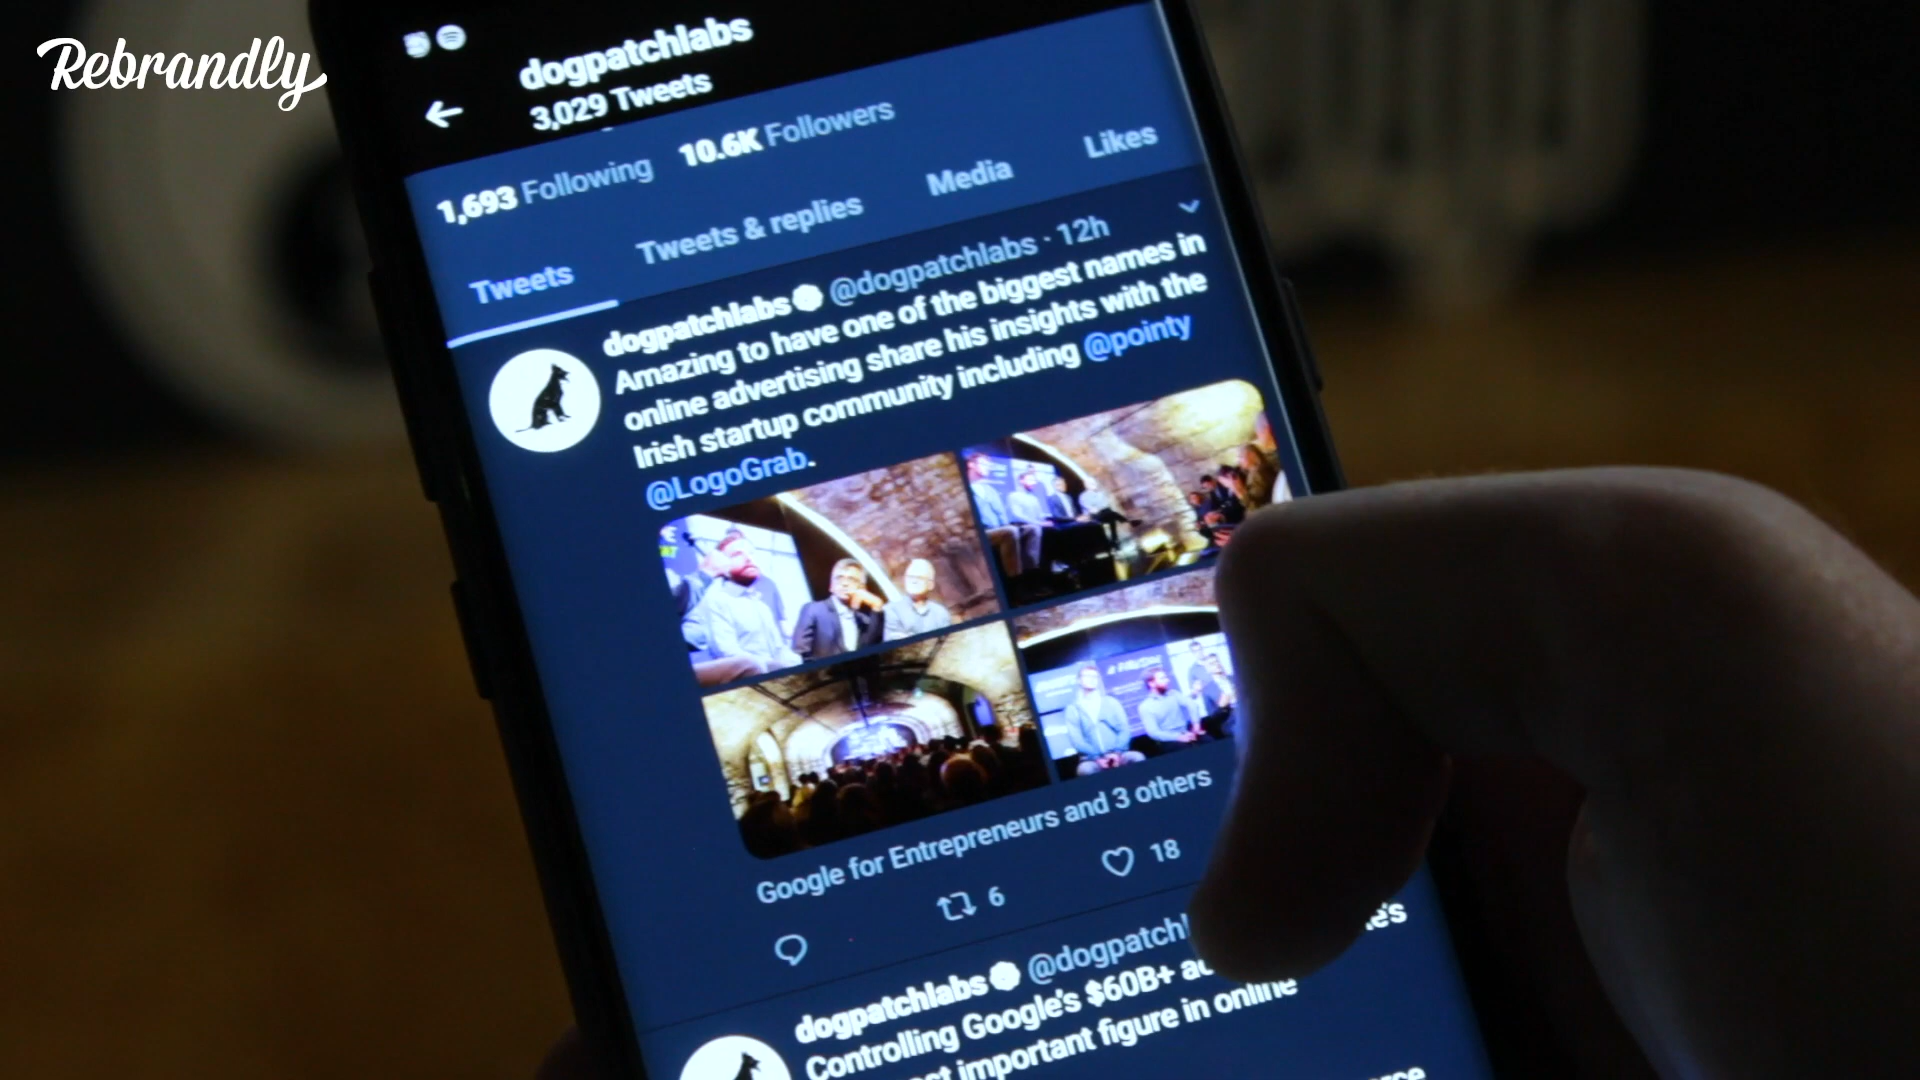 Rebrandly
dogpatchlabs
3,029 Tweets
1,693 Following 10.6K Followers
Tweets Tweets & replies Media Likes
dogpatchlabs @dogpatchlabs · 12h
Amazing to have one of the biggest names in
online advertising share his insights with the
Irish startup community including @pointy
@LogoGrab.
Google for Entrepreneurs and 3 others
6 18
dogpatchlabs @dogpatchl
Controlling Google's $60B+
important figure in online